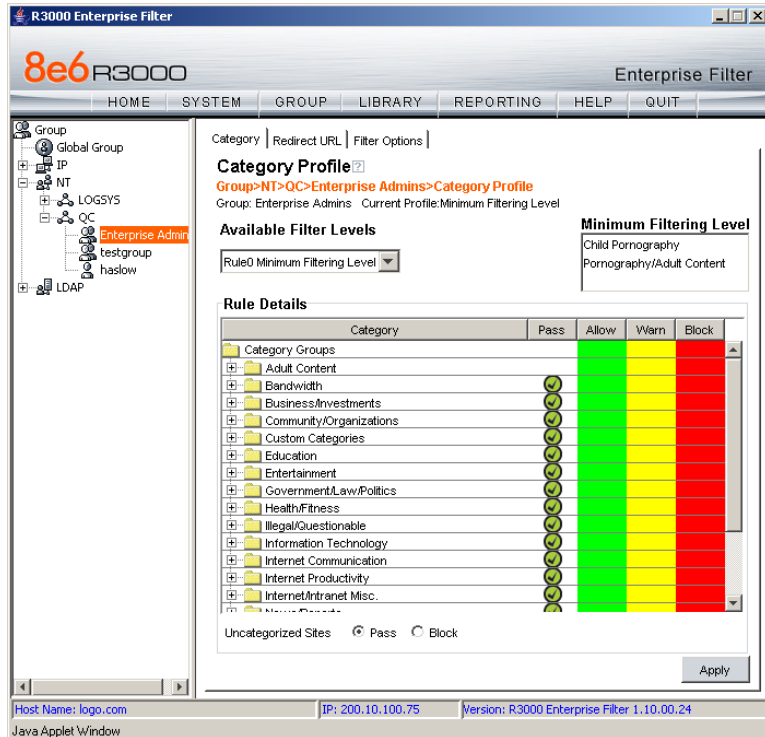 R3000 Enterprise Filter
8e6 R3000
Enterprise Filter
HOME SYSTEM GROUP LIBRARY REPORTING HELP QUIT
Group
Global Group
IP
NT
LOGSYS
QC
Enterprise Admin
testgroup
haslow
LDAP
Category Redirect URL Filter Options
Category Profile?
Group>NT>QC>Enterprise Admins>Category Profile
Group: Enterprise Admins Current Profile:Minimum Filtering Level
Available Filter Levels
Rule0 Minimum Filtering Level
Minimum Filtering Level
Child Pornography
Pornography/Adult Content
Rule Details
Category Pass Allow Warn Block
Category Groups
Adult Content
Bandwidth
Business/Investments
Community/Organizations
Custom Categories
Education
Entertainment
Government/Law/Politics
Health/Fitness
Illegal/Questionable
Information Technology
Internet Communication
Internet Productivity
Internet/Intranet Misc.
Uncategorized Sites Pass Block
Apply
Host Name: logo.com IP: 200.10.100.75 Version: R3000 Enterprise Filter 1.10.00.24
Java Applet Window